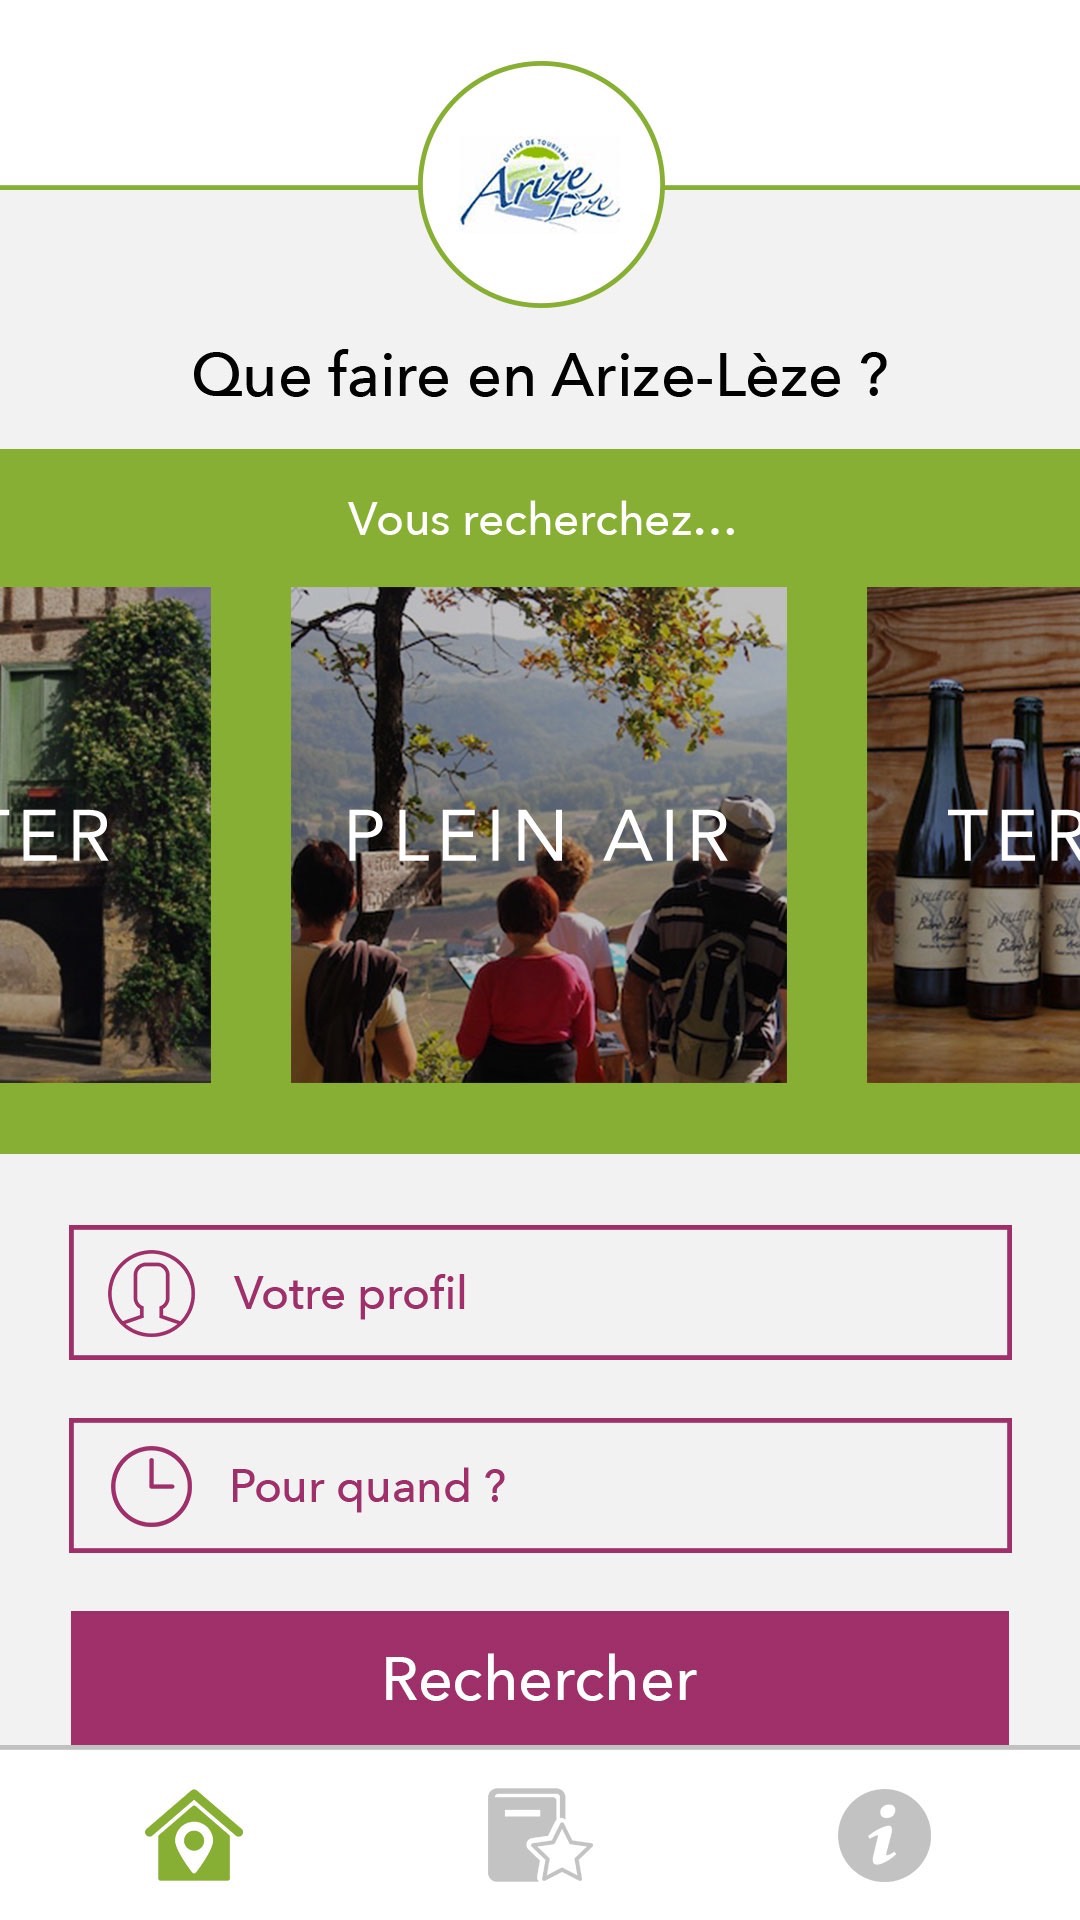 OFFICE DE TOURISME
Arize
Lèze
Que faire en Arize-Lèze ?
Vous recherchez...
TER
PLEIN AIR
TER
Votre profil
Pour quand ?
Rechercher